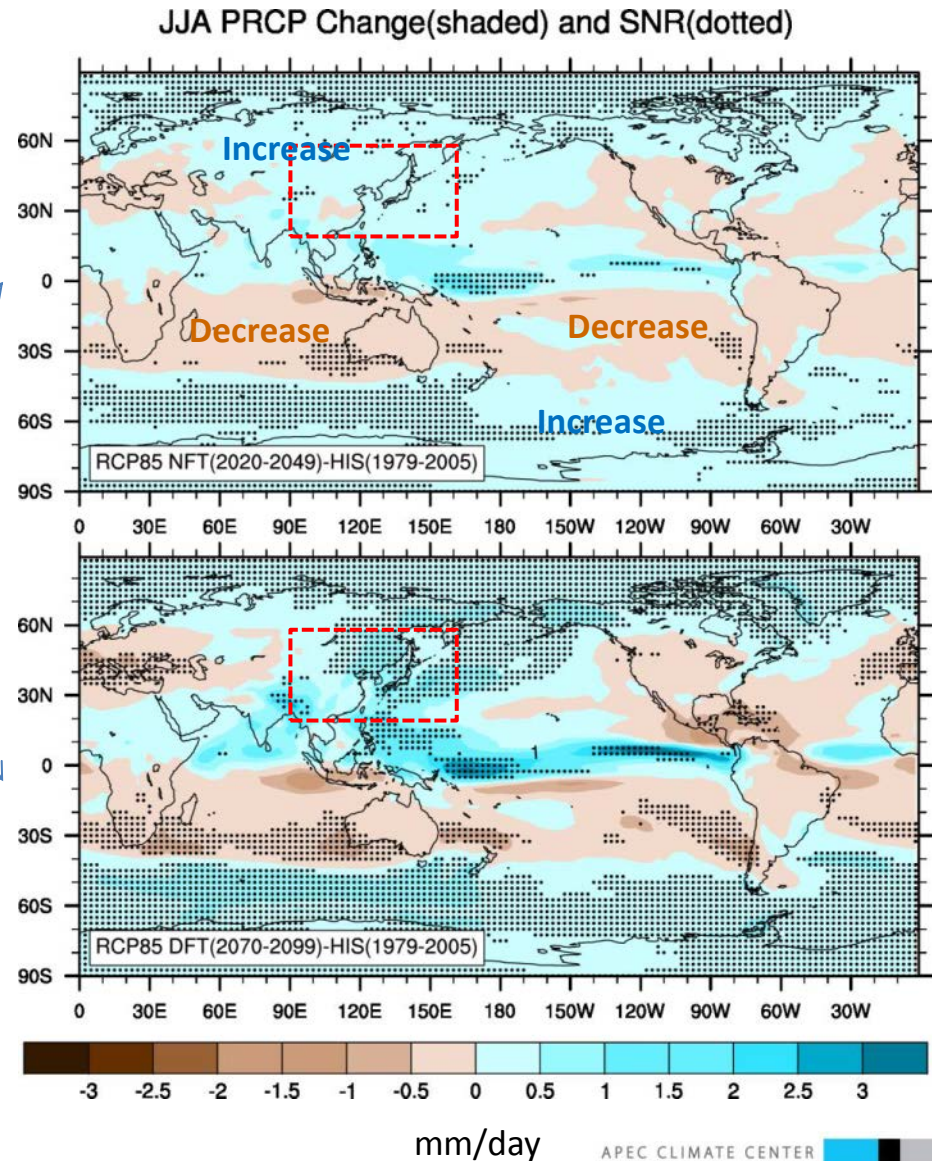 JJA PRCP Change(shaded) and SNR(dotted)
60N
30N
0
30S
60S
90S
Increase
Decrease
Decrease
Increase
RCP85 NFT(2020-2049)-HIS(1979-2005)
0 30E 60E 90E 120E 150E 180 150W 120W 90W 60W 30W
60N
30N
0
30S
60S
90S
1
RCP85 DFT(2070-2099)-HIS(1979-2005)
0 30E 60E 90E 120E 150E 180 150W 120W 90W 60W 30W
-3 -2.5 -2 -1.5 -1 -0.5 0 0.5 1 1.5 2 2.5 3
mm/day
APEC CLIMATE CENTER